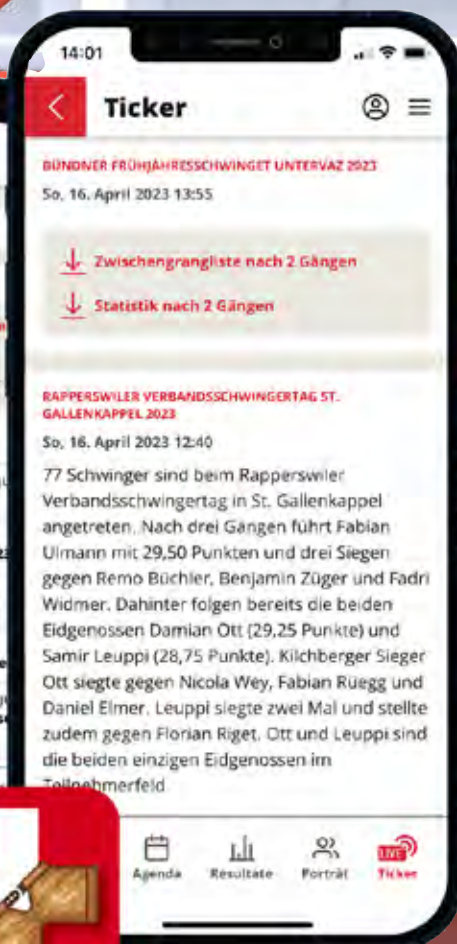 14:01
Ticker
BÜNDNER FRÜHJAHRESSCHWINGET UNTERVAZ 2023
So, 16. April 2023 13:55
Zwischengrangliste nach 2 Gängen
Statistik nach 2 Gängen
RAPPERSWILER VERBANDSSCHWINGERTAG ST.
GALLENKAPPEL 2023
So, 16. April 2023 12:40
77 Schwinger sind beim Rapperswiler
Verbandsschwingertag in St. Gallenkappel
angetreten. Nach drei Gängen führt Fabian
Ulmann mit 29,50 Punkten und drei Siegen
gegen Remo Büchler, Benjamin Züger und Fadri
Widmer. Dahinter folgen bereits die beiden
Eidgenossen Damian Ott (29,25 Punkte) und
Samir Leuppi (28,75 Punkte). Kilchberger Sieger
Ott siegte gegen Nicola Wey, Fabian Rüegg und
Daniel Elmer. Leuppi siegte zwei Mal und stellte
zudem gegen Florian Riget. Ott und Leuppi sind
die beiden einzigen Eidgenossen im
Teilnehmerfeld
Agenda Resultate Porträt LIVE Ticker